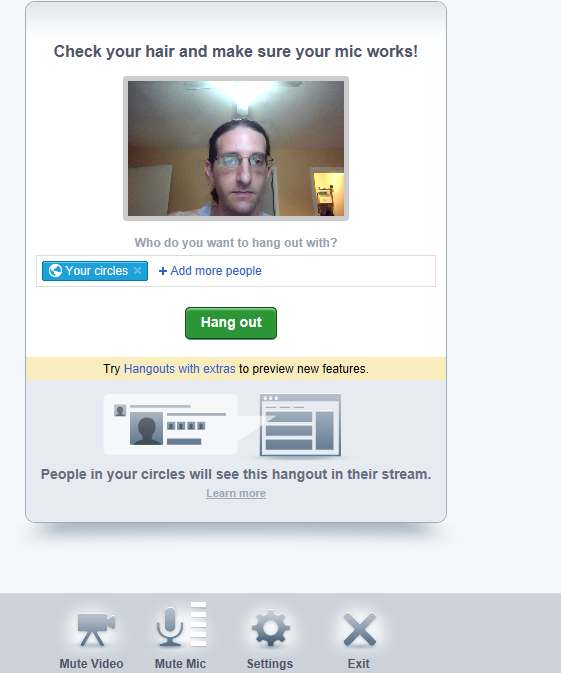 Check your hair and make sure your mic works!
Who do you want to hang out with?
Your circles × + Add more people
Hang out
Try Hangouts with extras to preview new features.
People in your circles will see this hangout in their stream.
Learn more
Mute Video Mute Mic Settings Exit